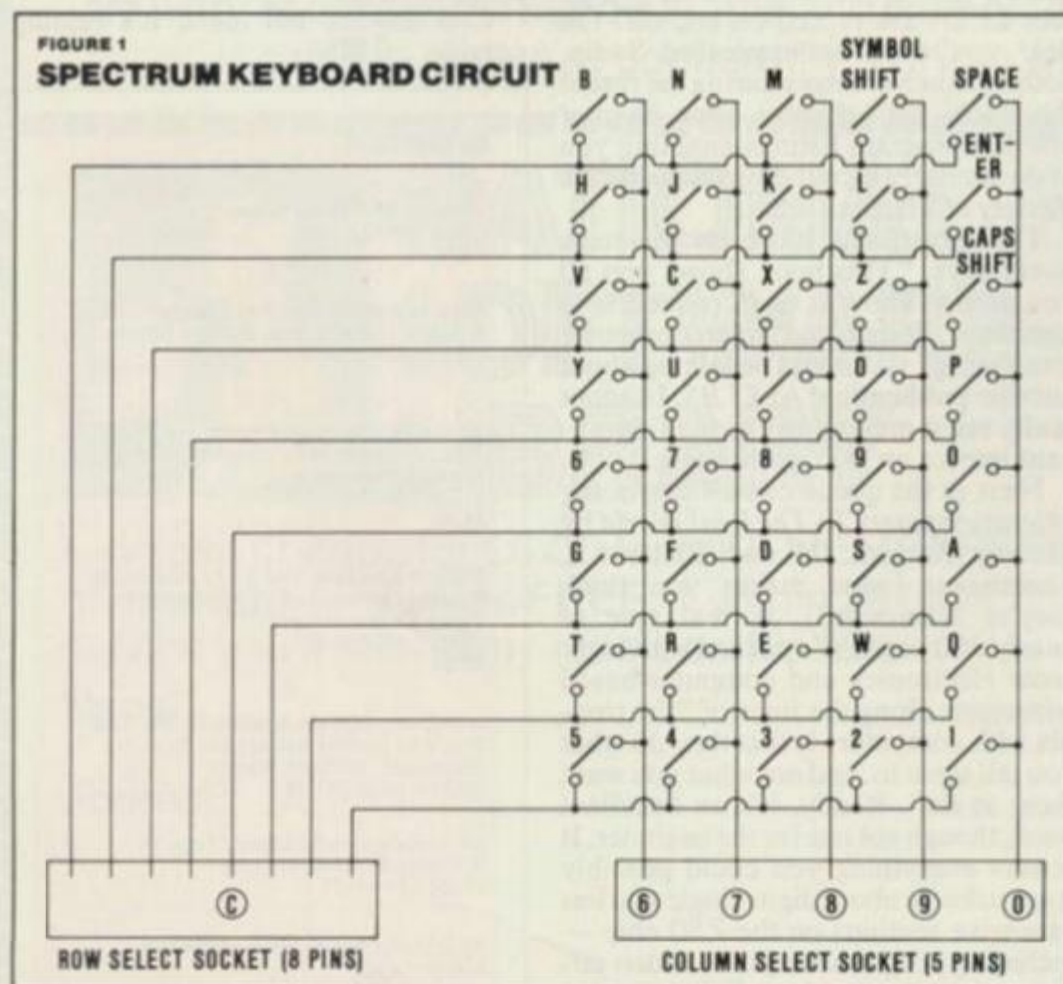 FIGURE 1
SPECTRUM KEYBOARD CIRCUIT
SYMBOL
B N M SHIFT SPACE
ENT-
ER
H J K L
CAPS
SHIFT
V C X Z
Y U I O P
6 7 8 9 0
G F D S A
T R E W Q
5 4 3 2 1
C 6 7 8 9 0
ROW SELECT SOCKET (8 PINS) COLUMN SELECT SOCKET (5 PINS)